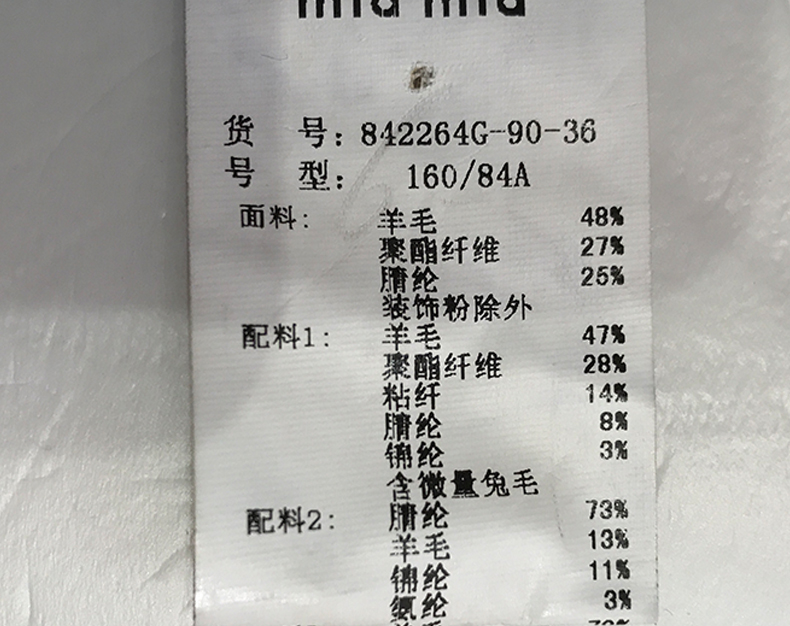 miu miu
货 号: 842264G-90-36
号 型: 160/84A
面料: 羊毛 48%
聚酯纤维 27%
腈纶 25%
装饰粉除外
配料1: 羊毛 47%
聚酯纤维 28%
粘纤 14%
腈纶 8%
锦纶 3%
含微量兔毛
配料2: 腈纶 73%
羊毛 13%
锦纶 11%
氨纶 3%